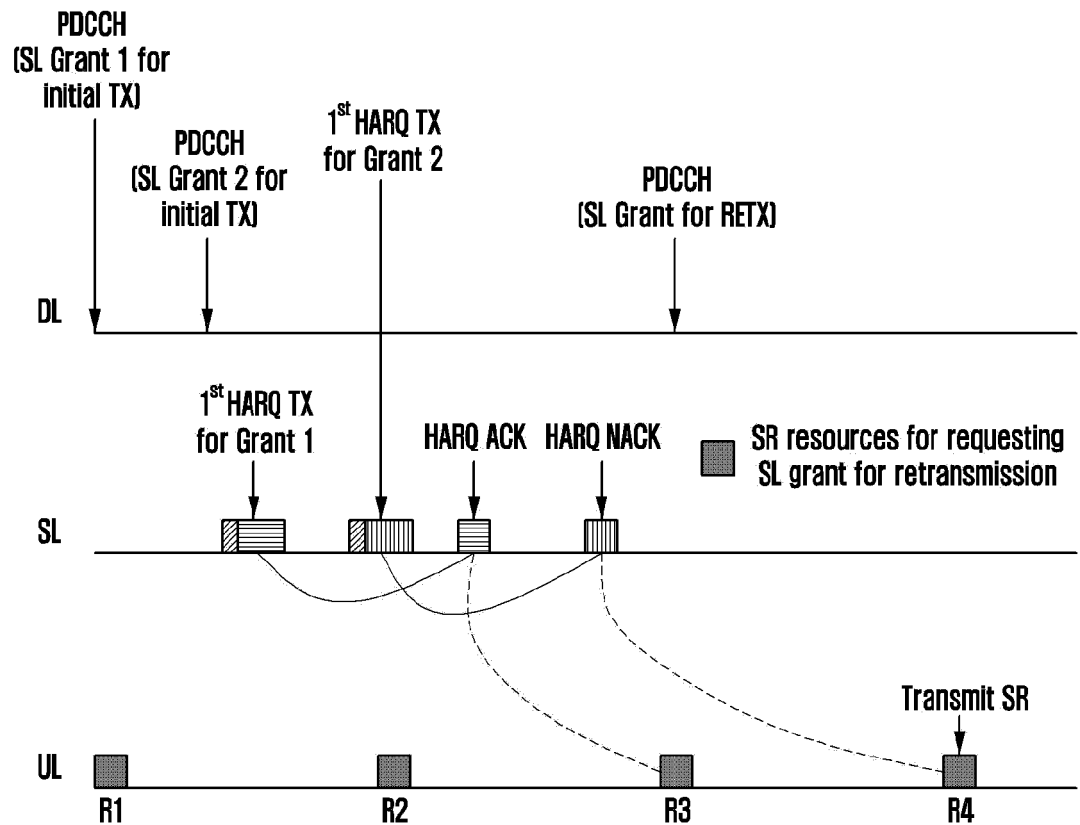 PDCCH
(SL Grant 1 for
initial TX)
PDCCH
(SL Grant 2 for
initial TX)
1st HARQ TX
for Grant 2
PDCCH
(SL Grant for RETX)
DL
1st HARQ TX
for Grant 1
HARQ ACK
HARQ NACK
SR resources for requesting
SL grant for retransmission
SL
Transmit SR
UL
R1
R2
R3
R4